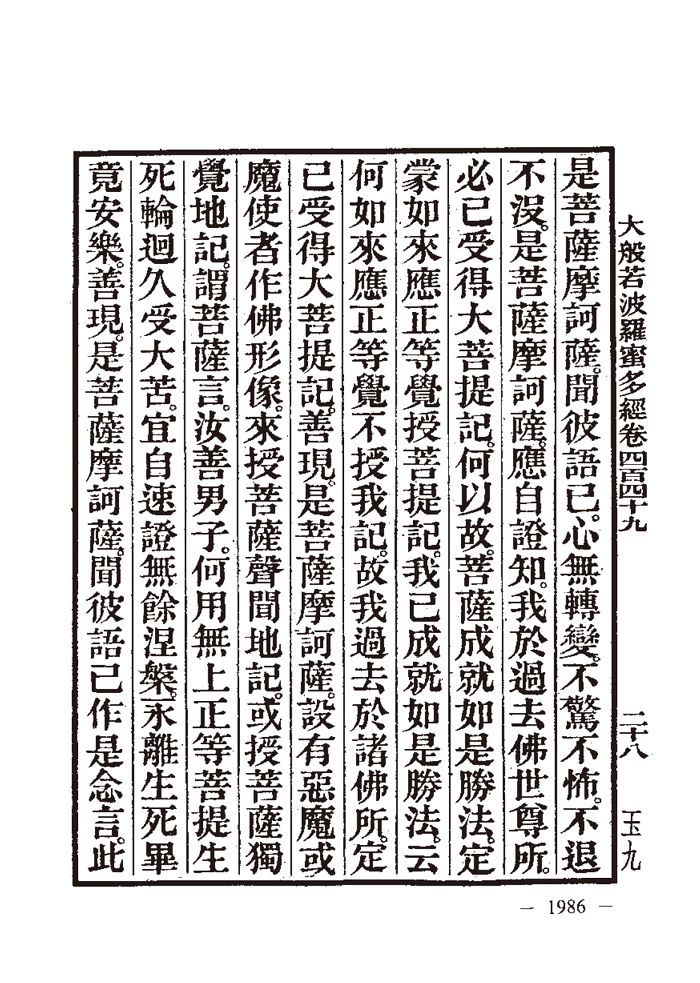 大般若波羅蜜多經卷四百四十九
二十八
玉九
是菩薩摩訶薩。聞彼語已。心無轉變。不驚不怖。不退
不沒。是菩薩摩訶薩。應自證知。我於過去佛世尊所。
必已受得大菩提記。何以故。菩薩成就如是勝法。定
蒙如來應正等覺授菩提記。我已成就如是勝法。云
何如來應正等覺不授我記。故我過去於諸佛所。定
已受得大菩提記。善現。是菩薩摩訶薩。設有惡魔或
魔使者作佛形像。來授菩薩聲聞地記。或授菩薩獨
覺地記。謂菩薩言。汝善男子。何用無上正等菩提生
死輪迴久受大苦。宜自速證無餘涅槃。永離生死畢
竟安樂。善現。是菩薩摩訶薩。聞彼語已作是念言。此
— 1986 —